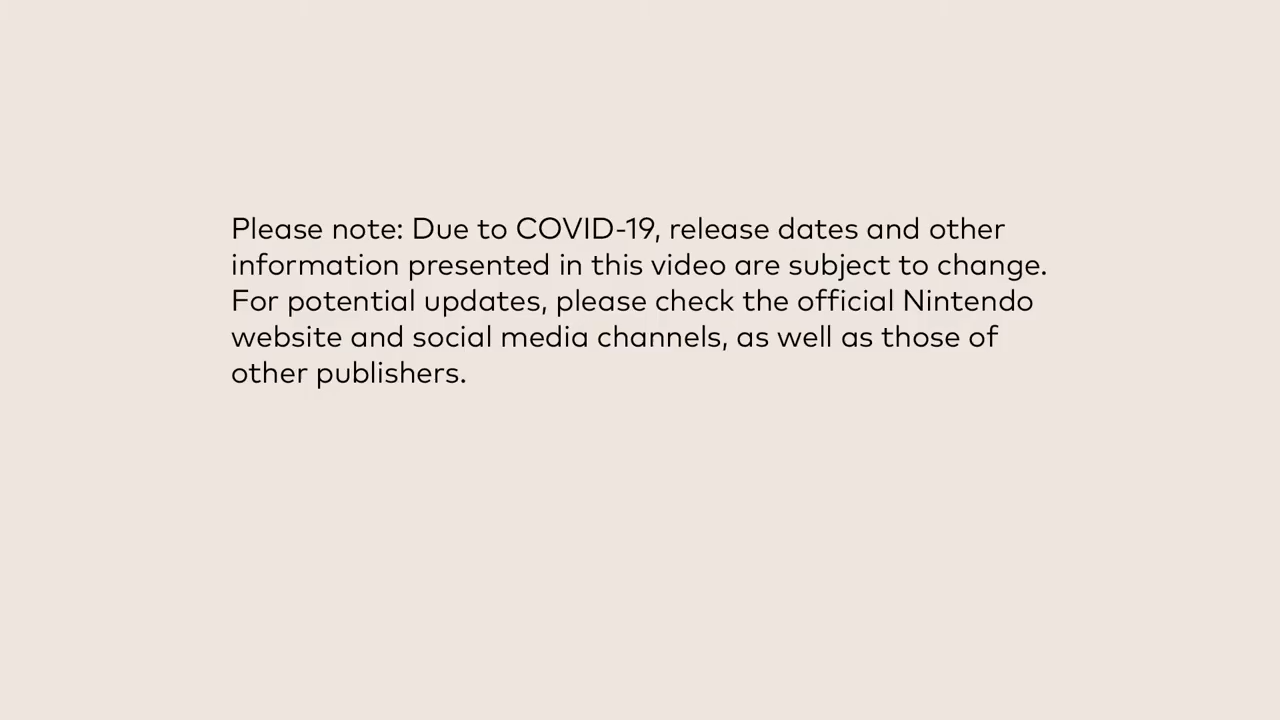 Please note: Due to COVID-19, release dates and other
information presented in this video are subject to change.
For potential updates, please check the official Nintendo
website and social media channels, as well as those of
other publishers.